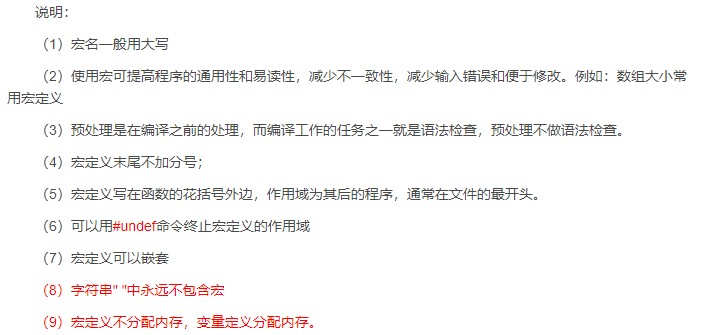 说明：
（1）宏名一般用大写
（2）使用宏可提高程序的通用性和易读性，减少不一致性，减少输入错误和便于修改。例如：数组大小常
用宏定义
（3）预处理是在编译之前的处理，而编译工作的任务之一就是语法检查，预处理不做语法检查。
（4）宏定义末尾不加分号；
（5）宏定义写在函数的花括号外边，作用域为其后的程序，通常在文件的最开头。
（6）可以用#undef命令终止宏定义的作用域
（7）宏定义可以嵌套
（8）字符串" "中永远不包含宏
（9）宏定义不分配内存，变量定义分配内存。